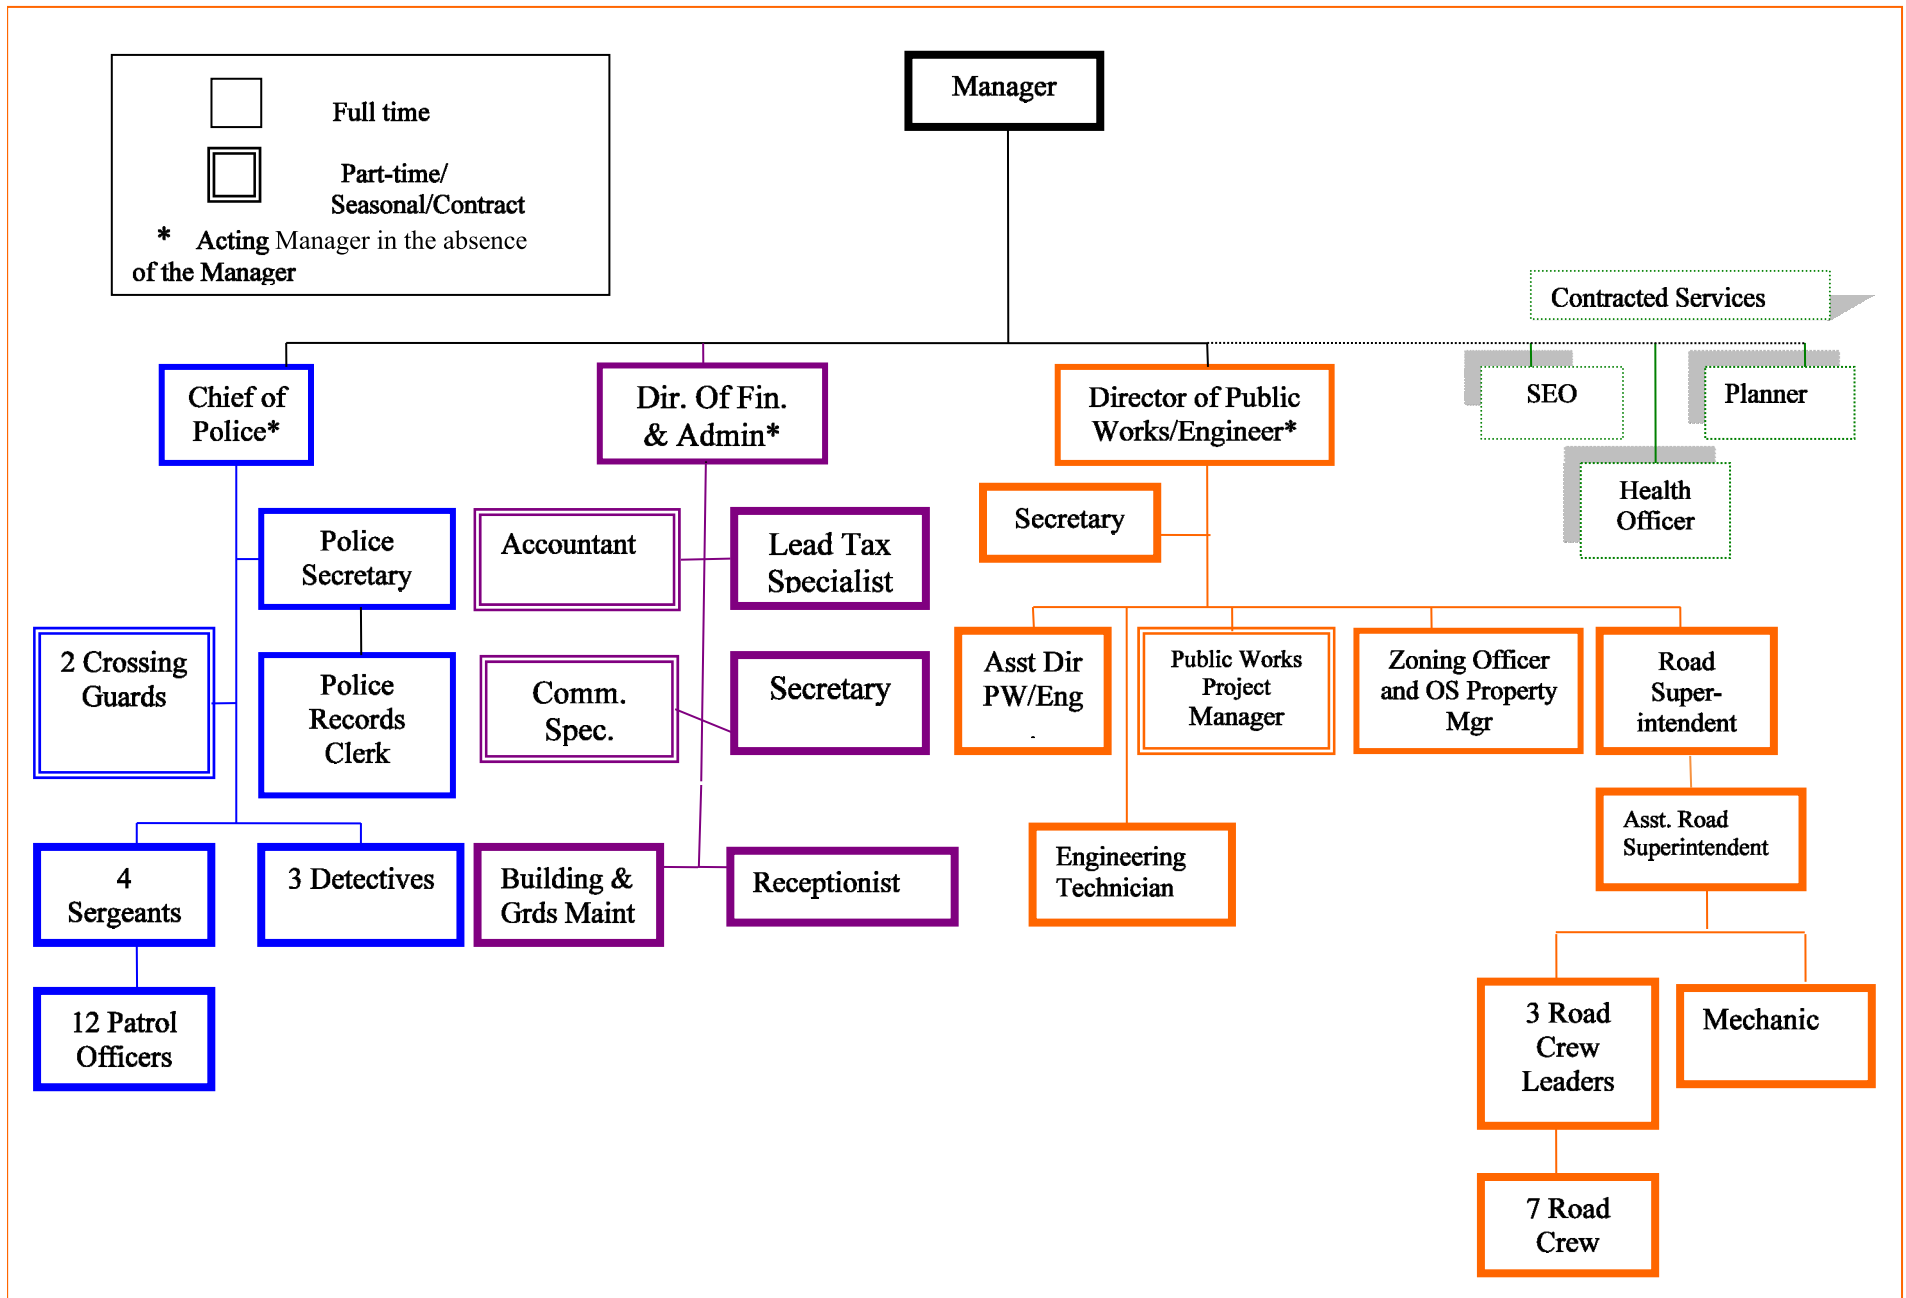 Manager
Full time
Part-time/
Seasonal/Contract
* Acting Manager in the absence
of the Manager
Contracted Services
Chief of
Police*
Dir. Of Fin.
& Admin*
Director of Public
Works/Engineer*
SEO
Planner
Health
Officer
Secretary
Police
Secretary
Accountant
Lead Tax
Specialist
2 Crossing
Guards
Police
Records
Clerk
Comm.
Spec.
Secretary
Asst Dir
PW/Eng
.
Public Works
Project
Manager
Zoning Officer
and OS Property
Mgr
Road
Super-
intendent
Asst. Road
Superintendent
4
Sergeants
3 Detectives
Building &
Grds Maint
Receptionist
Engineering
Technician
12 Patrol
Officers
3 Road
Crew
Leaders
Mechanic
7 Road
Crew